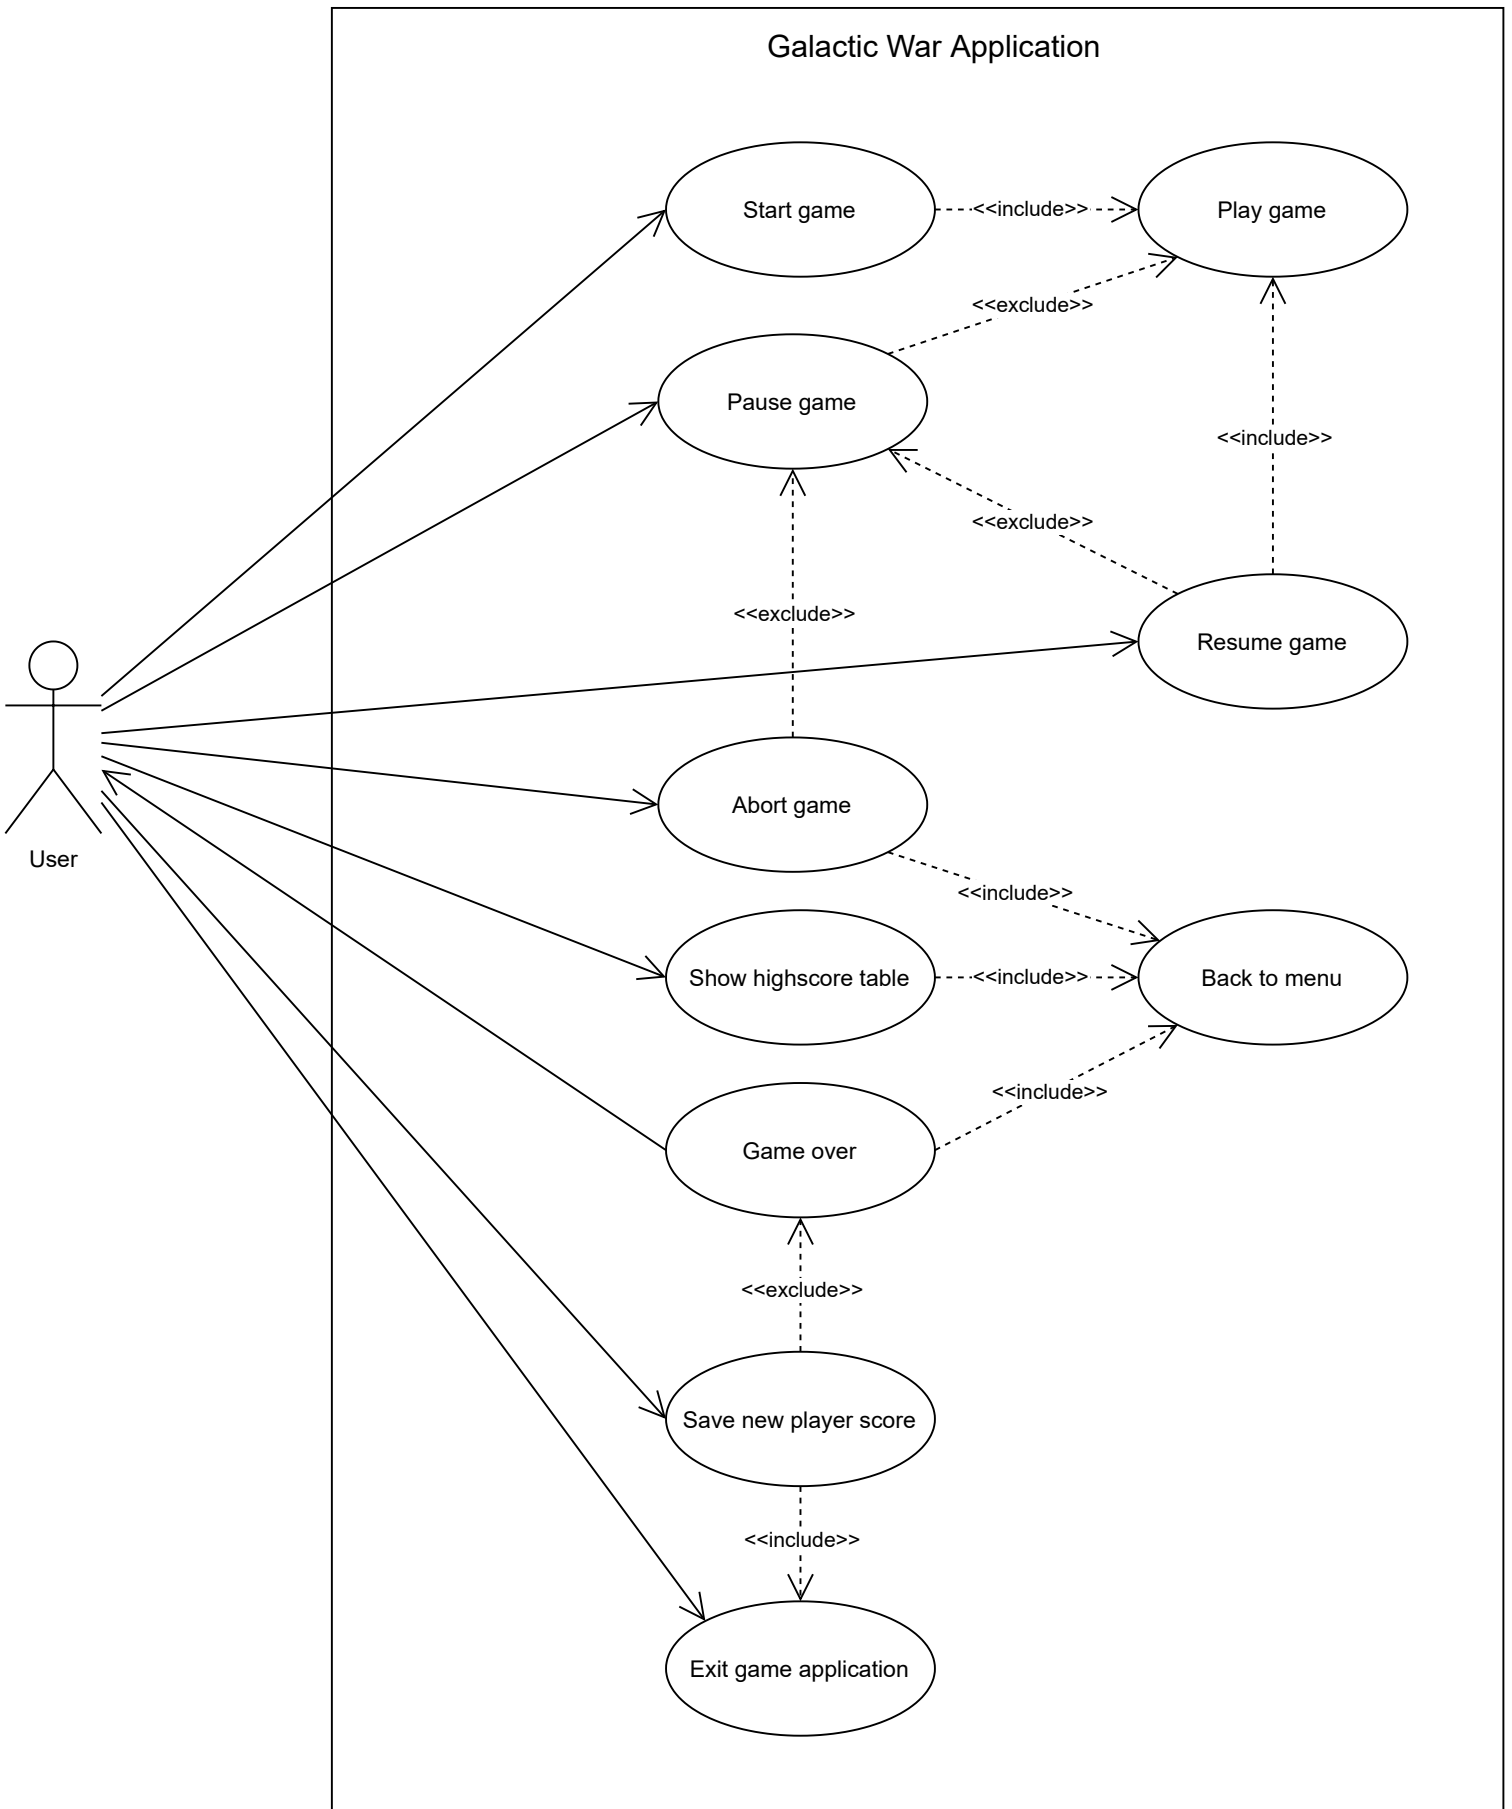 Galactic War Application
Start game
<<include>>
Play game
<<exclude>>
Pause game
<<include>>
<<exclude>>
<<exclude>>
Resume game
Abort game
User
<<include>>
Show highscore table
<<include>>
Back to menu
<<include>>
Game over
<<exclude>>
Save new player score
<<include>>
Exit game application